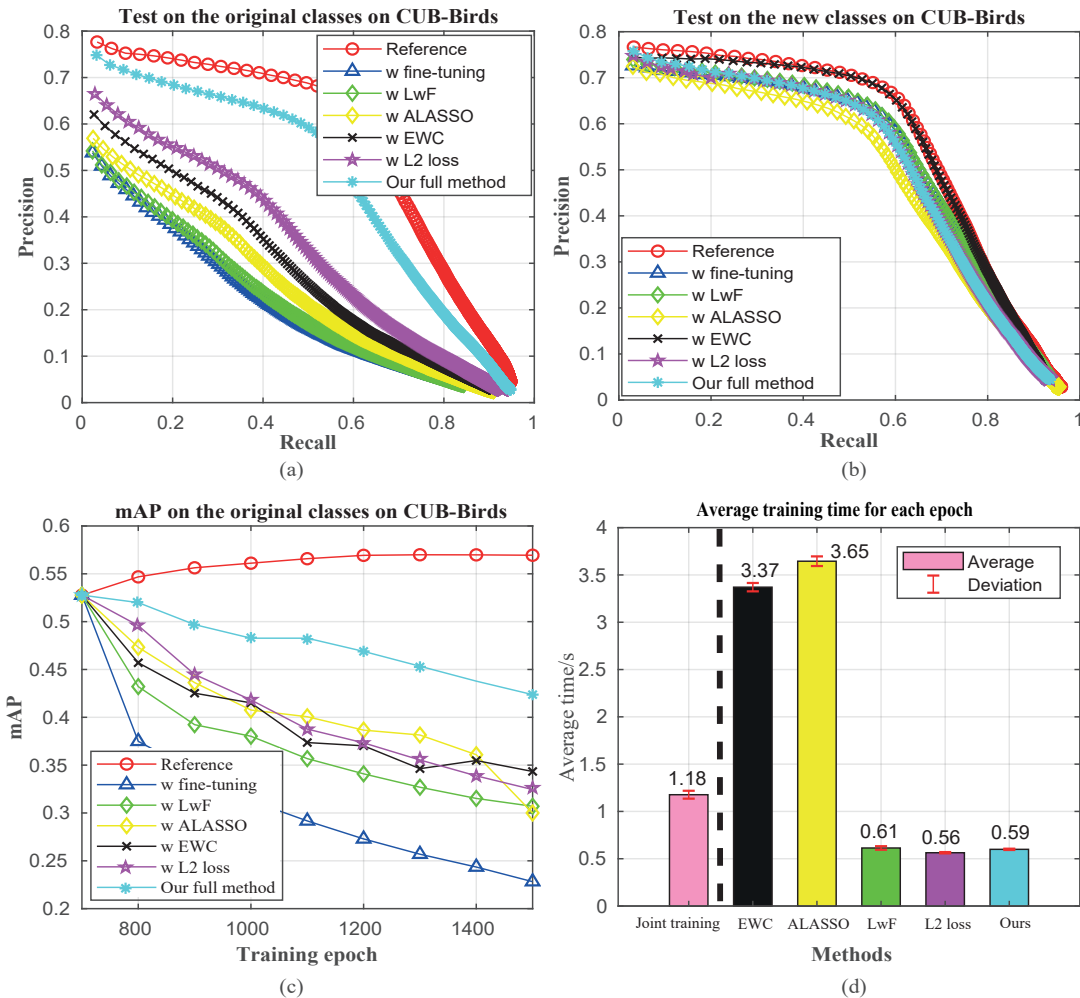 Test on the original classes on CUB-Birds
0.8
0.7
0.6
0.5
0.4
0.3
0.2
0.1
0
Precision
Reference
w fine-tuning
w LwF
w ALASSO
w EWC
w L2 loss
Our full method
0 0.2 0.4 0.6 0.8 1
Recall
(a)
Test on the new classes on CUB-Birds
0.8
0.7
0.6
0.5
0.4
0.3
0.2
0.1
0
Precision
Reference
w fine-tuning
w LwF
w ALASSO
w EWC
w L2 loss
Our full method
0 0.2 0.4 0.6 0.8 1
Recall
(b)
mAP on the original classes on CUB-Birds
0.6
0.55
0.5
0.45
0.4
0.35
0.3
0.25
0.2
mAP
Reference
w fine-tuning
w LwF
w ALASSO
w EWC
w L2 loss
Our full method
800 1000 1200 1400
Training epoch
(c)
Average training time for each epoch
4
3.5
3
2.5
2
1.5
1
0.5
0
Average time/s
Average
Deviation
1.18
3.37
3.65
0.61
0.56
0.59
Joint training EWC ALASSO LwF L2 loss Ours
Methods
(d)